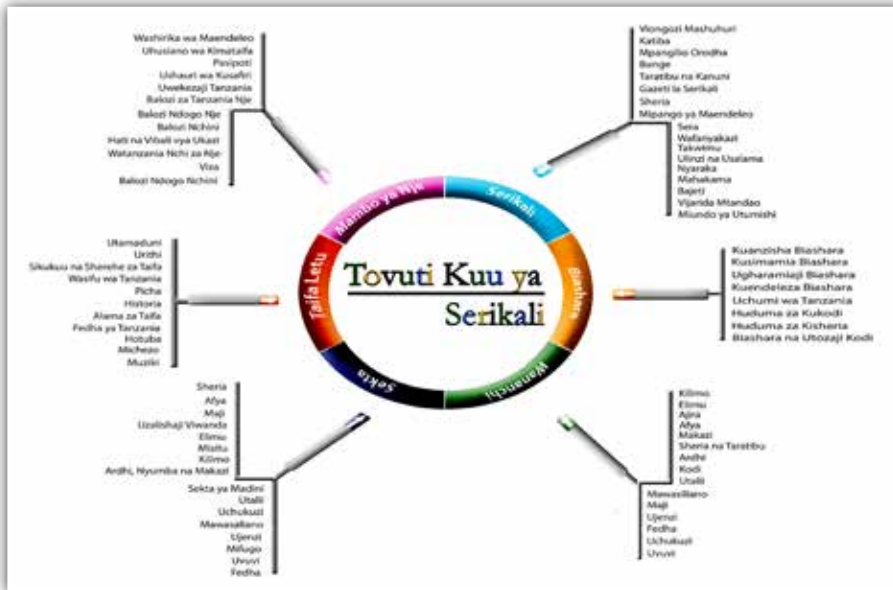 Tovuti Kuu ya
Serikali
Mambo ya Nje
Serikali
Biashara
Wananchi
Sekta
Taifa Letu
Washirika wa Maendeleo
Uhusiano wa Kimataifa
Pasipoti
Ushauri wa Kusafiri
Uwekezaji Tanzania
Balozi za Tanzania Nje
Balozi Ndogo Nje
Balozi Nchini
Hati na Vibali vya Ukazi
Watanzania Nchi za Nje
Viza
Balozi Ndogo Nchini
Viongozi Mashuhuri
Katiba
Mpangilio Orodha
Bunge
Taratibu na Kanuni
Gazeti la Serikali
Sheria
Mipango ya Maendeleo
Sera
Wafanyakazi
Takwimu
Ulinzi na Usalama
Nyaraka
Mahakama
Bajeti
Vijarida Mtandao
Miundo ya Utumishi
Utamaduni
Urithi
Sikukuu na Sherehe za Taifa
Wasifu wa Tanzania
Picha
Historia
Alama za Taifa
Fedha ya Tanzania
Hotuba
Michezo
Muziki
Kuanzisha Biashara
Kusimamia Biashara
Ugharamiaji Biashara
Kuendeleza Biashara
Uchumi wa Tanzania
Huduma za Kukodi
Huduma za Kisheria
Biashara na Utozaji Kodi
Sheria
Afya
Maji
Uzalishaji Viwanda
Elimu
Misitu
Kilimo
Ardhi, Nyumba na Makazi
Sekta ya Madini
Utalii
Uchukuzi
Mawasiliano
Ujenzi
Mifugo
Uvuvi
Fedha
Kilimo
Elimu
Ajira
Afya
Makazi
Sheria na Taratibu
Ardhi
Kodi
Utalii
Mawasiliano
Maji
Ujenzi
Fedha
Uchukuzi
Uvuvi